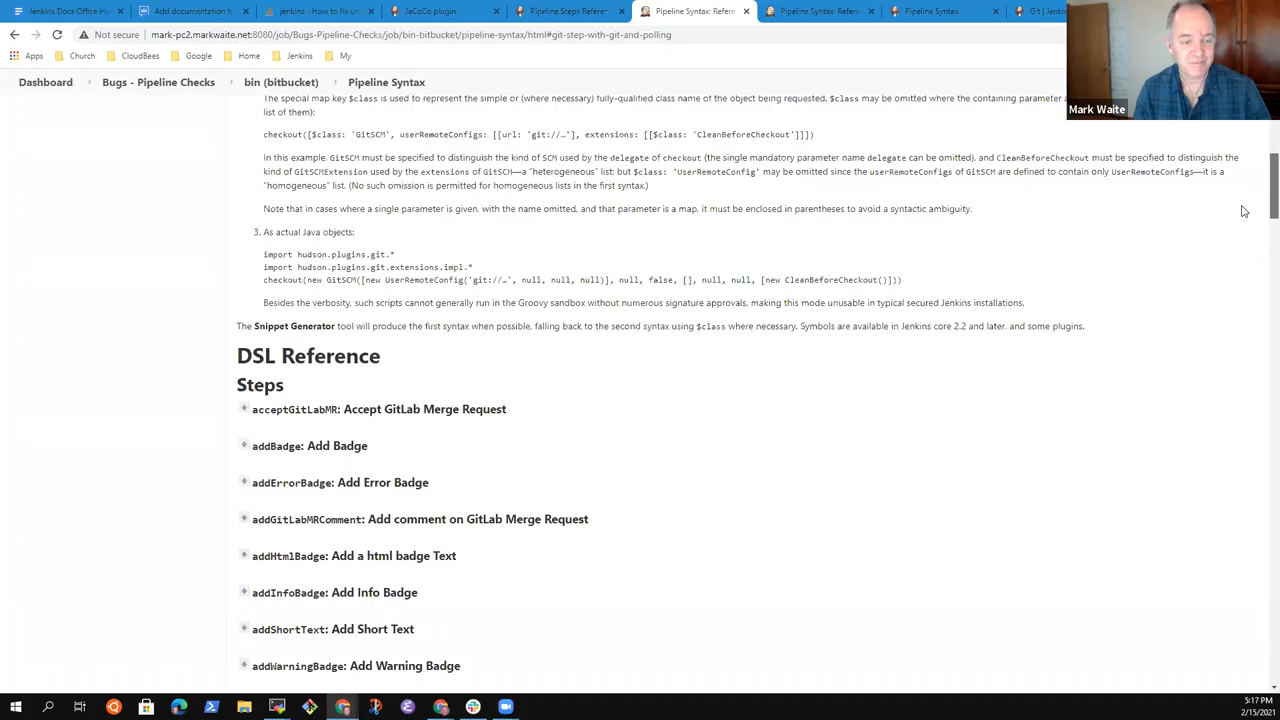 Jenkins Docs Office Ho
Add documentation to
jenkins - How to fix un
JaCoCo plugin
Pipeline Steps Referen
Pipeline Syntax: Refere
Pipeline Syntax: Refere
Pipeline Syntax
Git | Jenkins
Not secure | mark-pc2.markwaite.net:8080/job/Bugs-Pipeline-Checks/job/bin-bitbucket/pipeline-syntax/html#git-step-with-git-and-polling
Apps Church CloudBees Google Home Jenkins My
Dashboard Bugs - Pipeline Checks bin (bitbucket) Pipeline Syntax
Mark Waite
The special map key $class is used to represent the simple or (where necessary) fully-qualified class name of the object being requested. $class may be omitted where the containing parameter
list of them):
checkout([$class: 'GitSCM', userRemoteConfigs: [[url: 'git://…'], extensions: [[$class: 'CleanBeforeCheckout']]])
In this example, GitSCM must be specified to distinguish the kind of SCM used by the delegate of checkout (the single mandatory parameter name delegate can be omitted), and CleanBeforeCheckout must be specified to distinguish the
kind of GitSCMExtension used by the extensions of GitSCM—a "heterogeneous" list; but $class: 'UserRemoteConfig' may be omitted since the userRemoteConfigs of GitSCM are defined to contain only UserRemoteConfigs—it is a
"homogeneous" list. (No such omission is permitted for homogeneous lists in the first syntax.)
Note that in cases where a single parameter is given, with the name omitted, and that parameter is a map, it must be enclosed in parentheses to avoid a syntactic ambiguity.
3. As actual Java objects:
import hudson.plugins.git.*
import hudson.plugins.git.extensions.impl.*
checkout(new GitSCM([new UserRemoteConfig('git://…', null, null, null)], null, false, [], null, null, [new CleanBeforeCheckout()]))
Besides the verbosity, such scripts cannot generally run in the Groovy sandbox without numerous signature approvals, making this mode unusable in typical secured Jenkins installations.
The Snippet Generator tool will produce the first syntax when possible, falling back to the second syntax using $class where necessary. Symbols are available in Jenkins core 2.2 and later, and some plugins.
DSL Reference
Steps
acceptGitLabMR: Accept GitLab Merge Request
addBadge: Add Badge
addErrorBadge: Add Error Badge
addGitLabMRComment: Add comment on GitLab Merge Request
addHtmlBadge: Add a html badge Text
addInfoBadge: Add Info Badge
addShortText: Add Short Text
addWarningBadge: Add Warning Badge
5:17 PM
2/15/2021